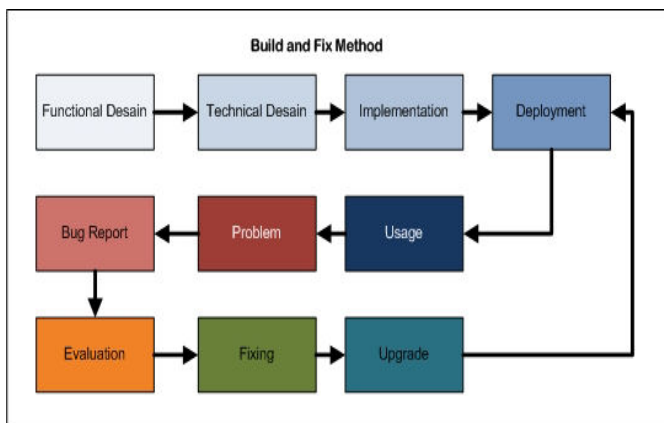 Build and Fix Method
Functional Desain
Technical Desain
Implementation
Deployment
Bug Report
Problem
Usage
Evaluation
Fixing
Upgrade